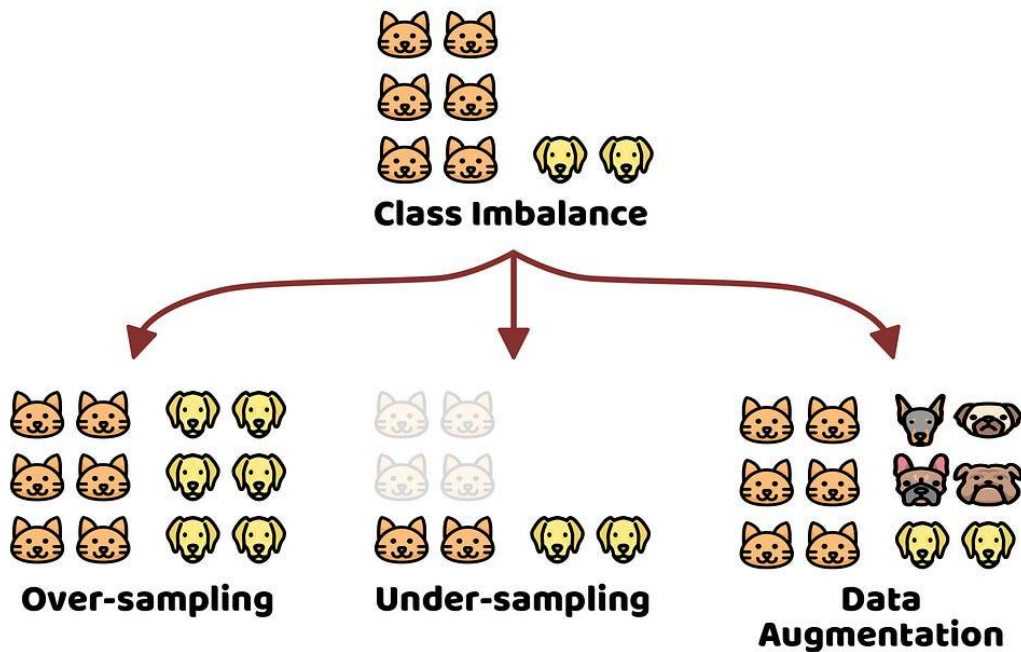 Class Imbalance
Over-sampling
Under-sampling
Data
Augmentation